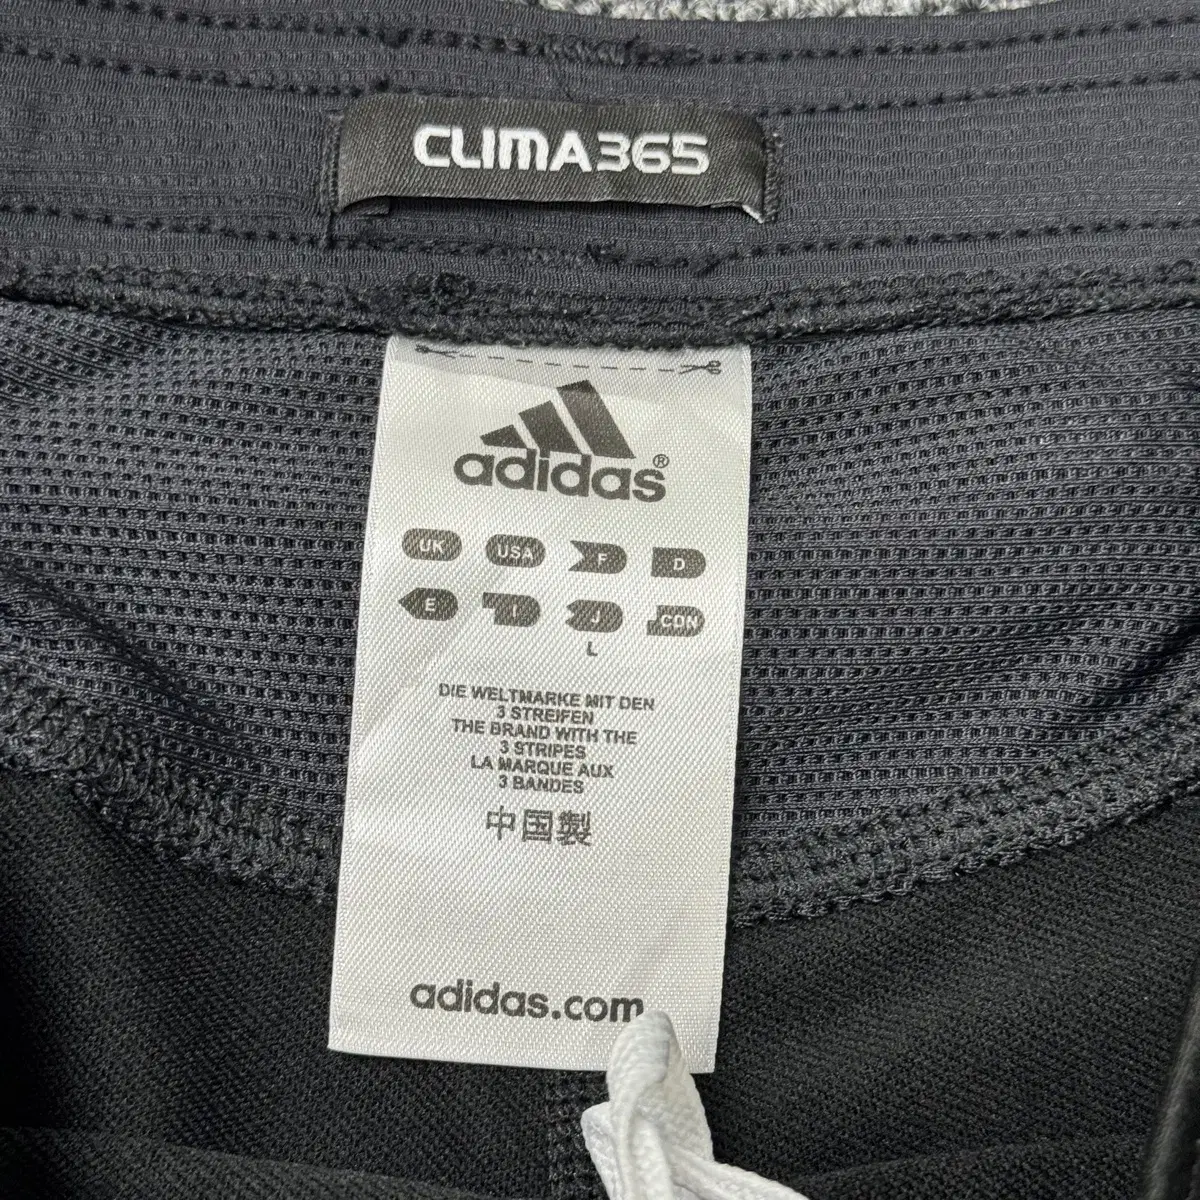 CLIMA365
adidas®
UK USA F D
E I J CDN
L
DIE WELTMARKE MIT DEN
3 STREIFEN
THE BRAND WITH THE
3 STRIPES
LA MARQUE AUX
3 BANDES
中国製
adidas.com